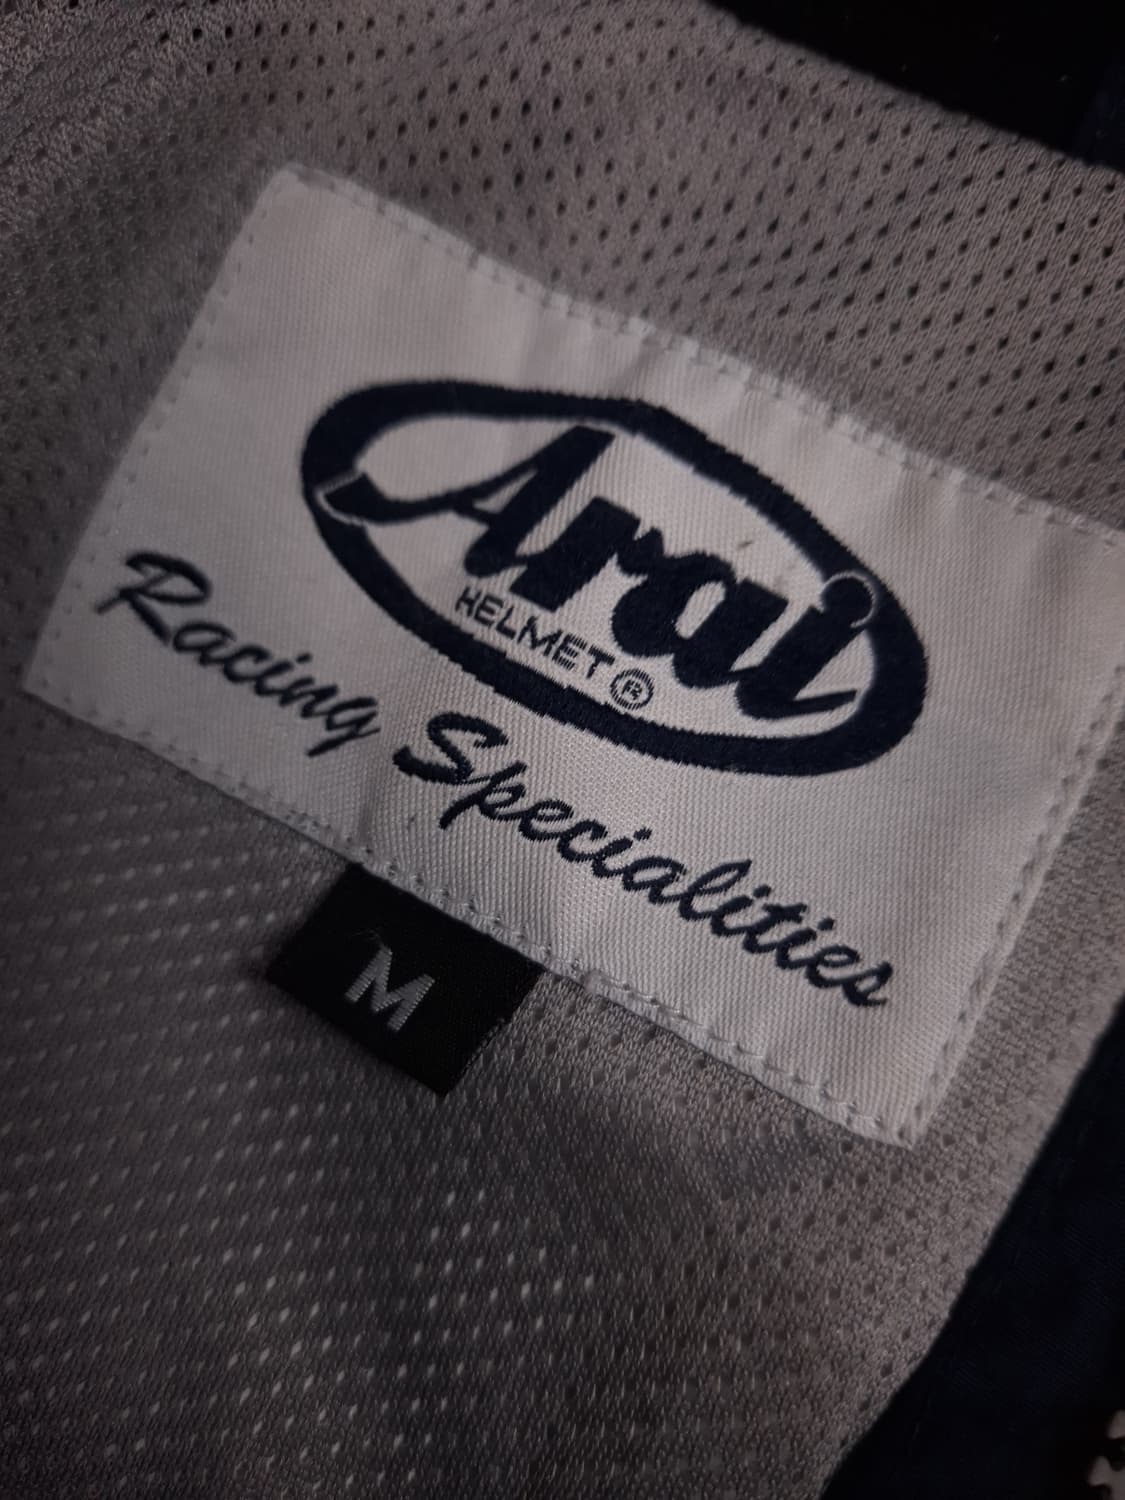 Arai
HELMET ®
Racing Specialities
M